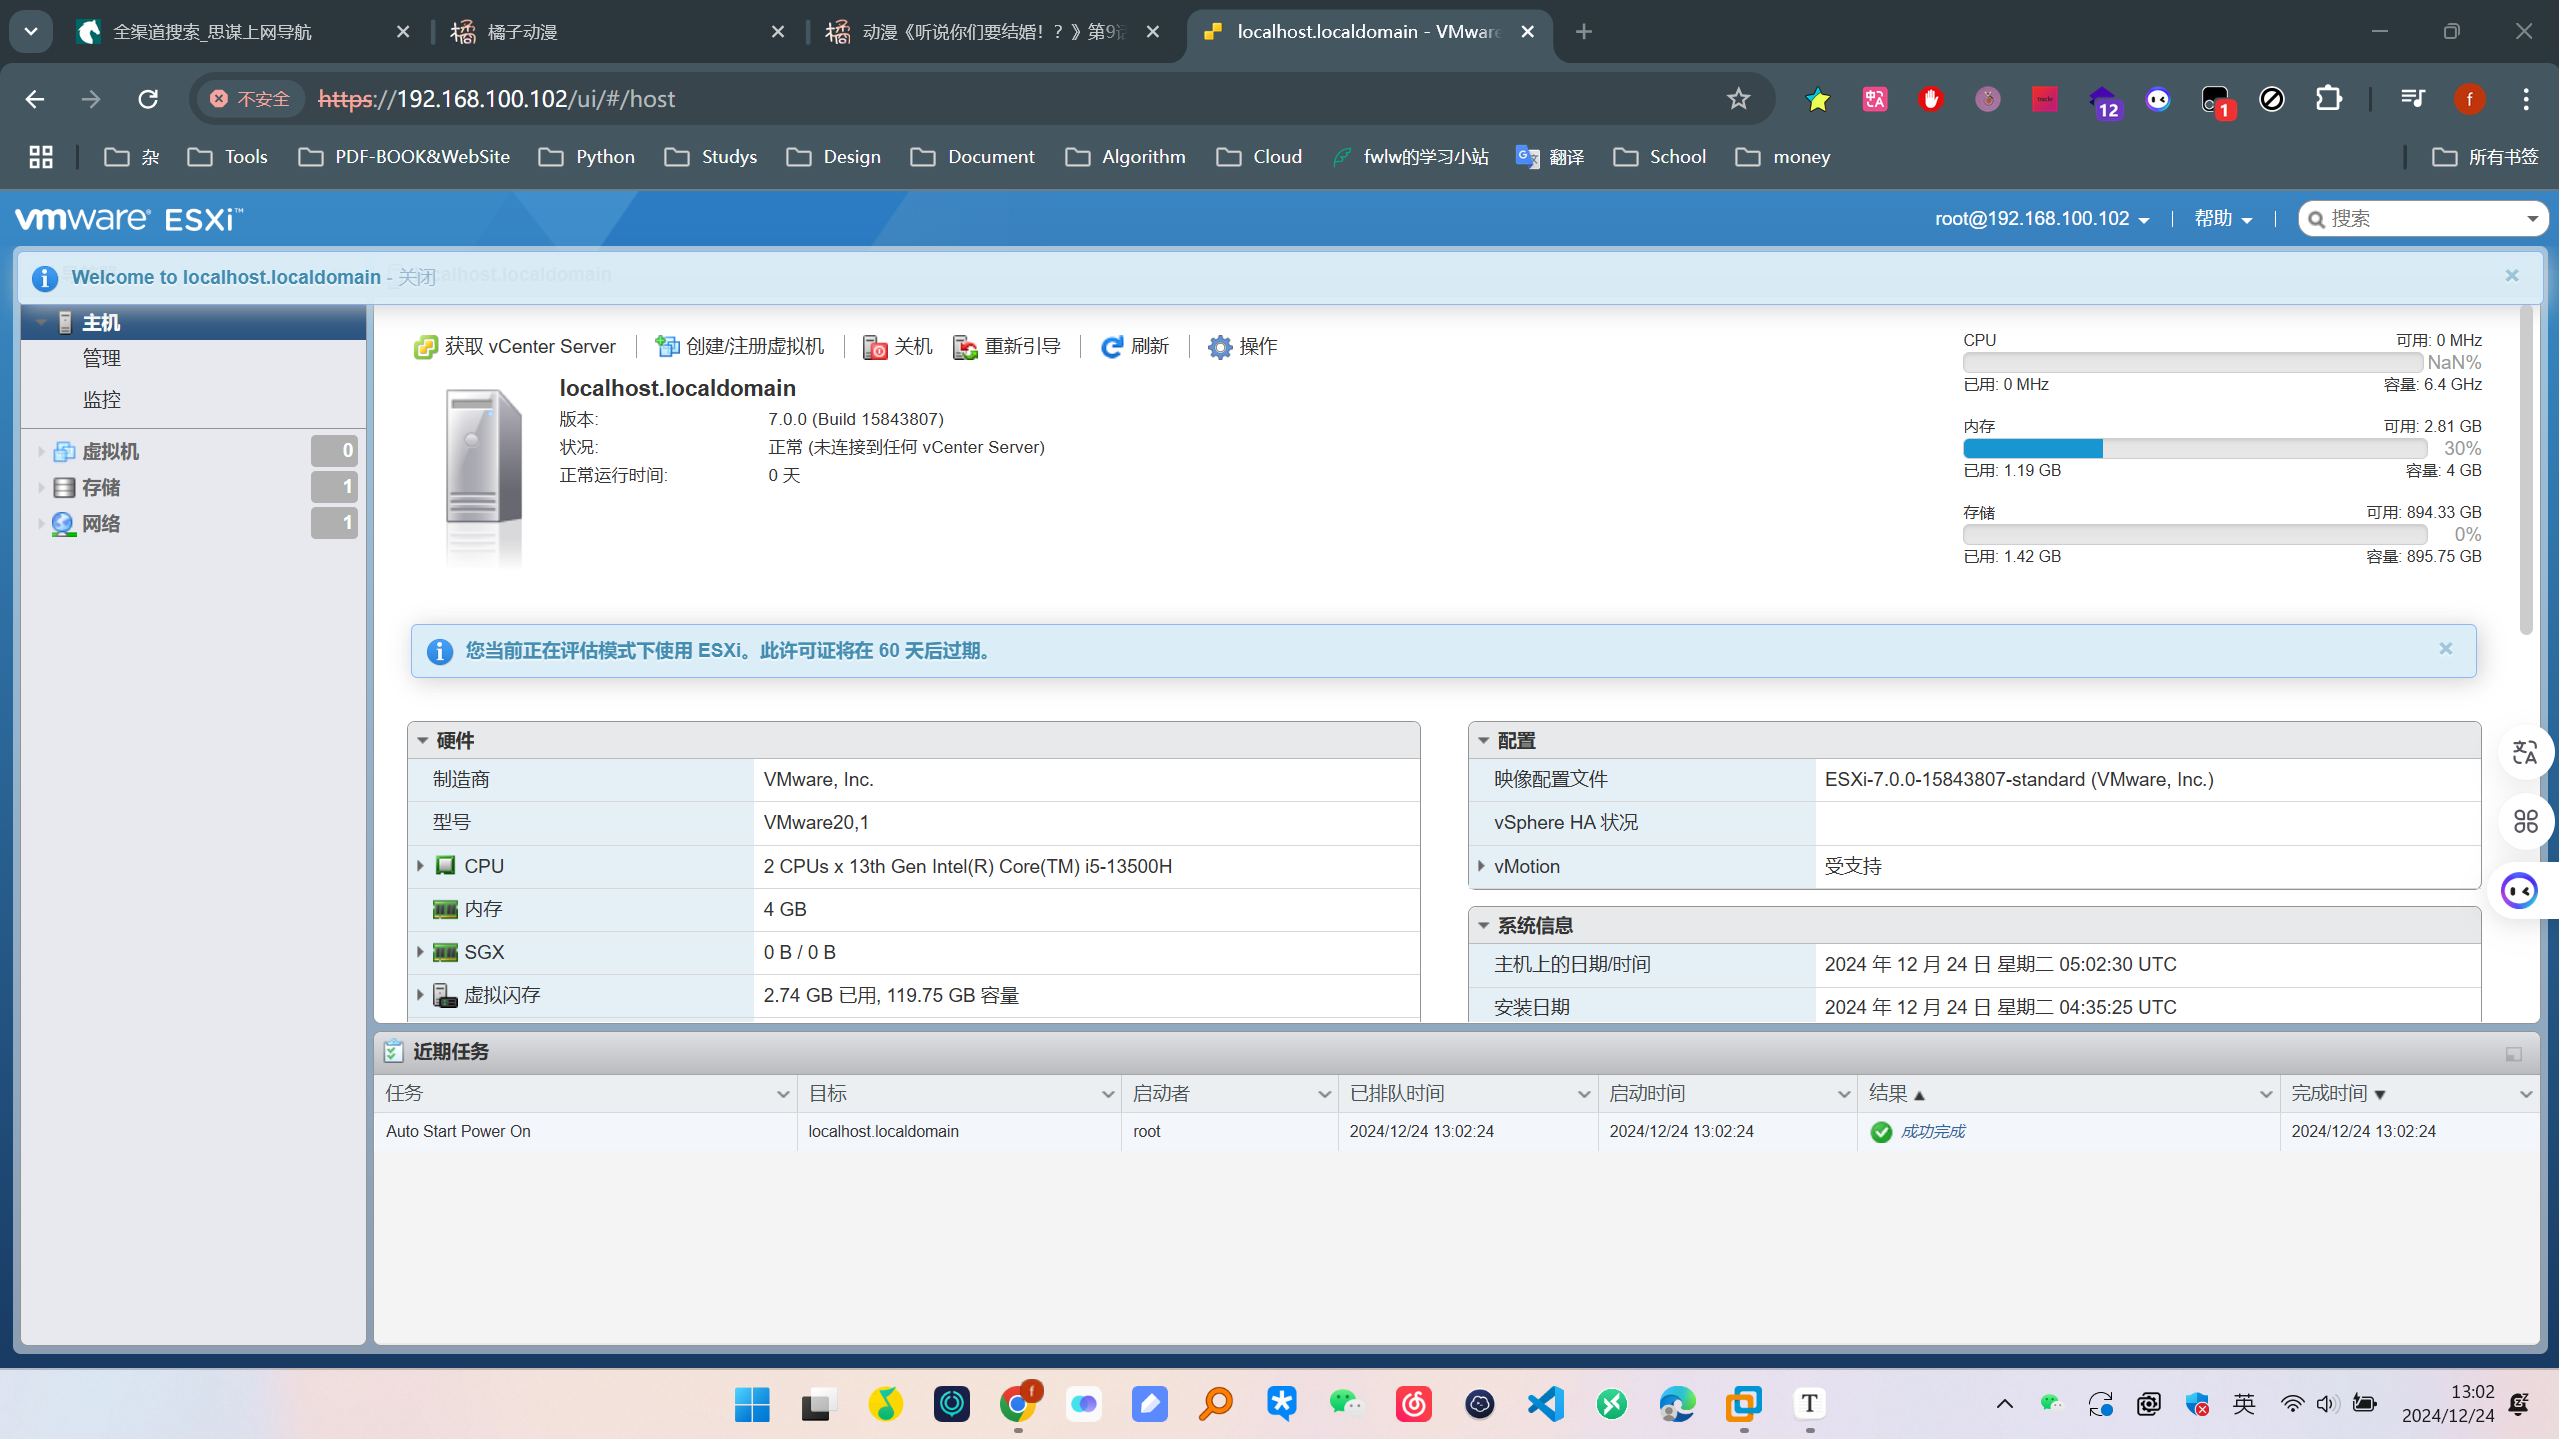 全渠道搜索_思谋上网导航
橘子动漫
动漫《听说你们要结婚！？》第9话
localhost.localdomain - VMware
不安全 https://192.168.100.102/ui/#/host
12
1
f
杂 Tools PDF-BOOK&WebSite Python Studys Design Document Algorithm Cloud fwlw的学习小站 翻译 School money 所有书签
vmware ESXi™
root@192.168.100.102 帮助 搜索
Welcome to localhost.localdomain - 关闭
主机
管理
监控
虚拟机 0
存储 1
网络 1
获取 vCenter Server 创建/注册虚拟机 关机 重新引导 刷新 操作
localhost.localdomain
版本: 7.0.0 (Build 15843807)
状况: 正常 (未连接到任何 vCenter Server)
正常运行时间: 0 天
CPU 可用: 0 MHz
NaN%
已用: 0 MHz 容量: 6.4 GHz
内存 可用: 2.81 GB
30%
已用: 1.19 GB 容量: 4 GB
存储 可用: 894.33 GB
0%
已用: 1.42 GB 容量: 895.75 GB
您当前正在评估模式下使用 ESXi。此许可证将在 60 天后过期。
硬件
制造商 VMware, Inc.
型号 VMware20,1
CPU 2 CPUs x 13th Gen Intel(R) Core(TM) i5-13500H
内存 4 GB
SGX 0 B / 0 B
虚拟闪存 2.74 GB 已用, 119.75 GB 容量
配置
映像配置文件 ESXi-7.0.0-15843807-standard (VMware, Inc.)
vSphere HA 状况
vMotion 受支持
系统信息
主机上的日期/时间 2024 年 12 月 24 日 星期二 05:02:30 UTC
安装日期 2024 年 12 月 24 日 星期二 04:35:25 UTC
近期任务
任务 目标 启动者 已排队时间 启动时间 结果 完成时间
Auto Start Power On localhost.localdomain root 2024/12/24 13:02:24 2024/12/24 13:02:24 成功完成 2024/12/24 13:02:24
英
13:02
2024/12/24